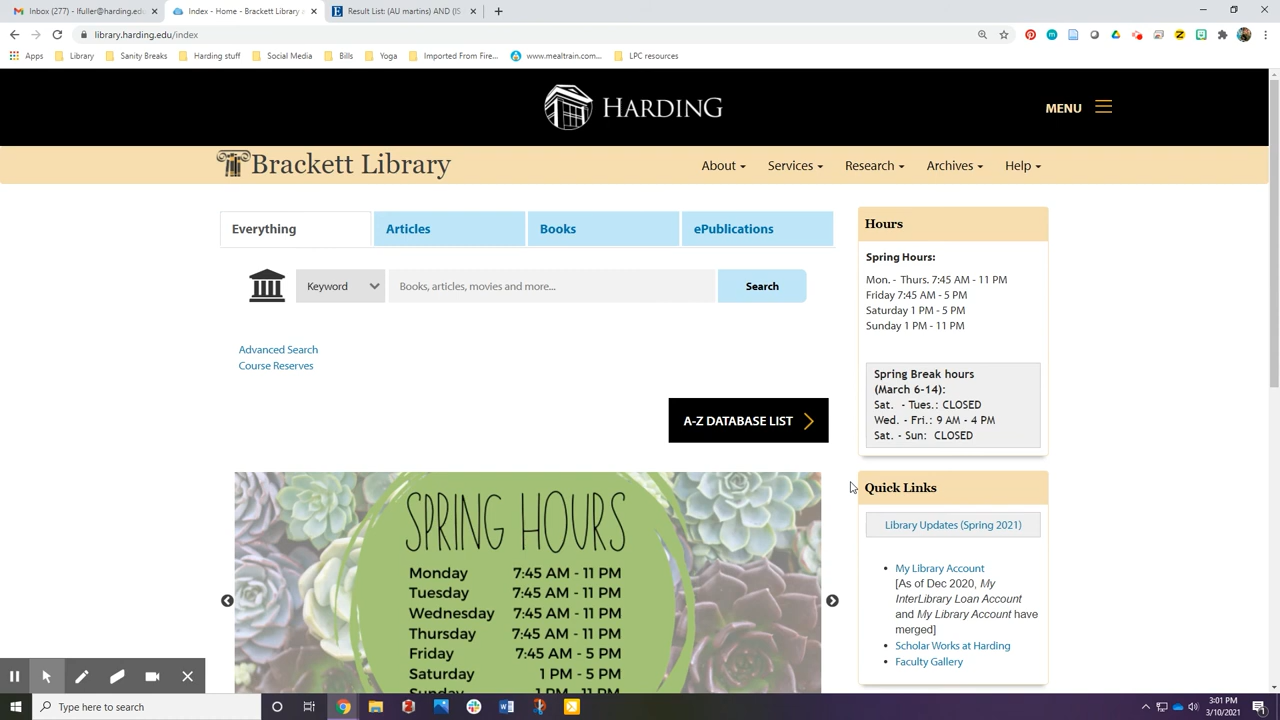 Inbox (277) - lfuller@harding.ed
Index - Home - Brackett Library
Result List (AU martins) AND (IS
library.harding.edu/index
Apps
Library
Sanity Breaks
Harding stuff
Social Media
Bills
Yoga
Imported From Fire...
www.mealtrain.com...
LPC resources
HARDING
MENU
Brackett Library
About
Services
Research
Archives
Help
Everything
Articles
Books
ePublications
Keyword
Books, articles, movies and more...
Search
Advanced Search
Course Reserves
A-Z DATABASE LIST
SPRING HOURS
Monday 7:45 AM - 11 PM
Tuesday 7:45 AM - 11 PM
Wednesday 7:45 AM - 11 PM
Thursday 7:45 AM - 11 PM
Friday 7:45 AM - 5 PM
Saturday 1 PM - 5 PM
Sunday 1 PM - 11 PM
Hours
Spring Hours:
Mon. - Thurs, 7:45 AM - 11 PM
Friday 7:45 AM - 5 PM
Saturday 1 PM - 5 PM
Sunday 1 PM - 11 PM
Spring Break hours
(March 6-14):
Sat. - Tues.: CLOSED
Wed. - Fri.: 9 AM - 4 PM
Sat. - Sun: CLOSED
Quick Links
Library Updates (Spring 2021)
My Library Account
[As of Dec 2020, My
InterLibrary Loan Account
and My Library Account have
merged]
Scholar Works at Harding
Faculty Gallery
Type here to search
3:01 PM
3/10/2021